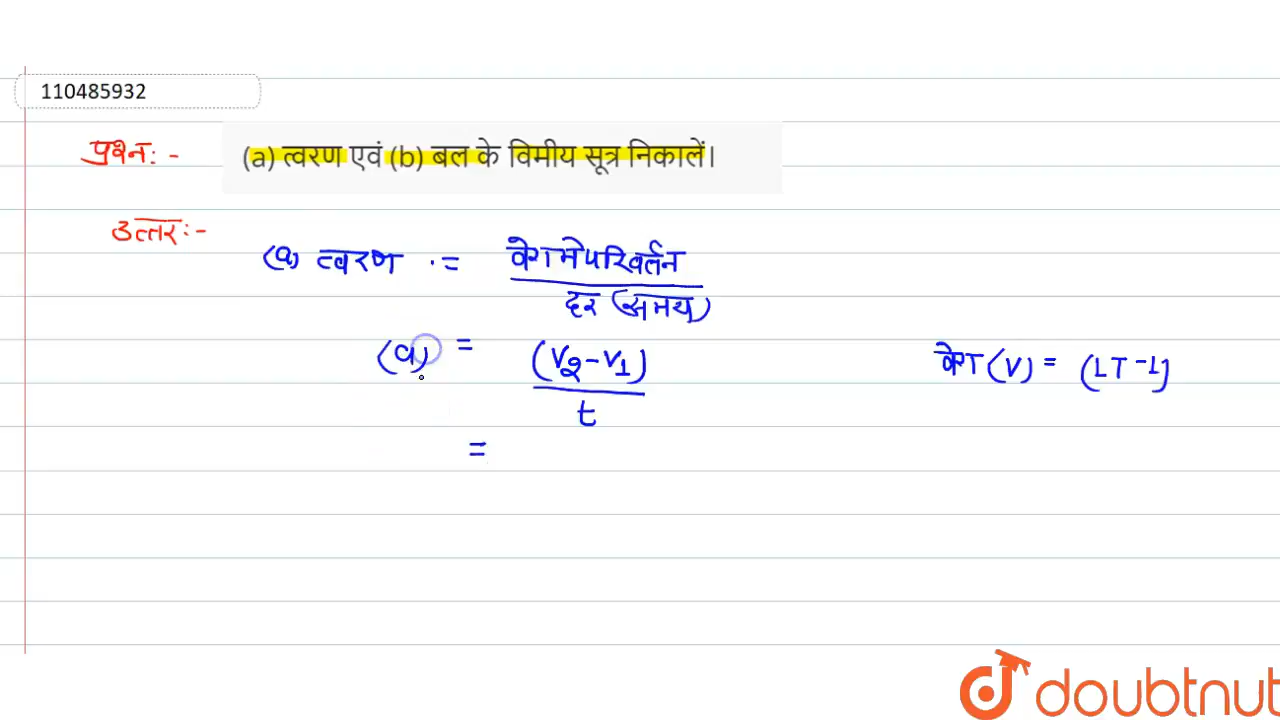 110485932
प्रश्न: -
(a) त्वरण एवं (b) बल के विमीय सूत्र निकालें।
उत्तर:-
(a) त्वरण = वेग में परिवर्तन
दर (समय)
(a) = (V2-V1)
t
वेग (V) = (LT-1)
=
doubtnut